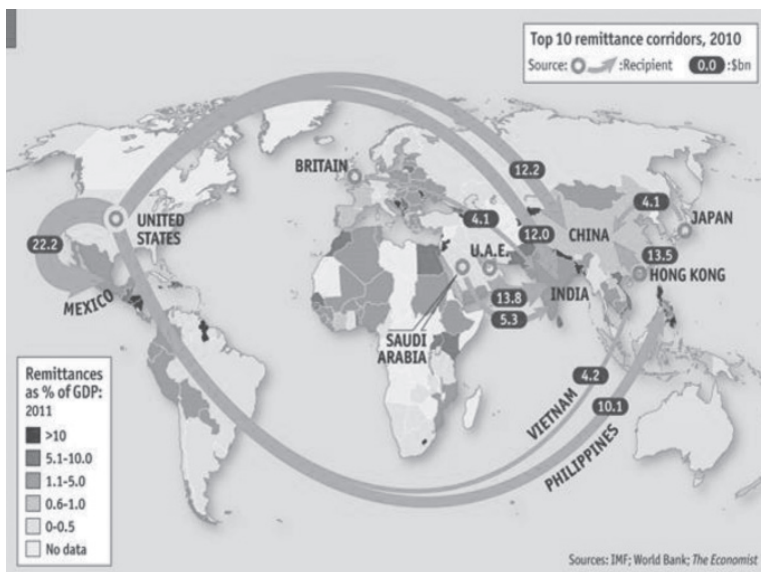 Top 10 remittance corridors, 2010
Source: :Recipient 0.0 :$bn
BRITAIN
12.2
4.1
JAPAN
UNITED
STATES
4.1
CHINA
22.2
12.0
U.A.E.
13.5
HONG KONG
MEXICO
13.8
INDIA
5.3
SAUDI
ARABIA
Remittances
as % of GDP:
2011
>10
5.1-10.0
1.1-5.0
0.6-1.0
0-0.5
No data
4.2
VIETNAM
10.1
PHILIPPINES
Sources: IMF; World Bank; The Economist